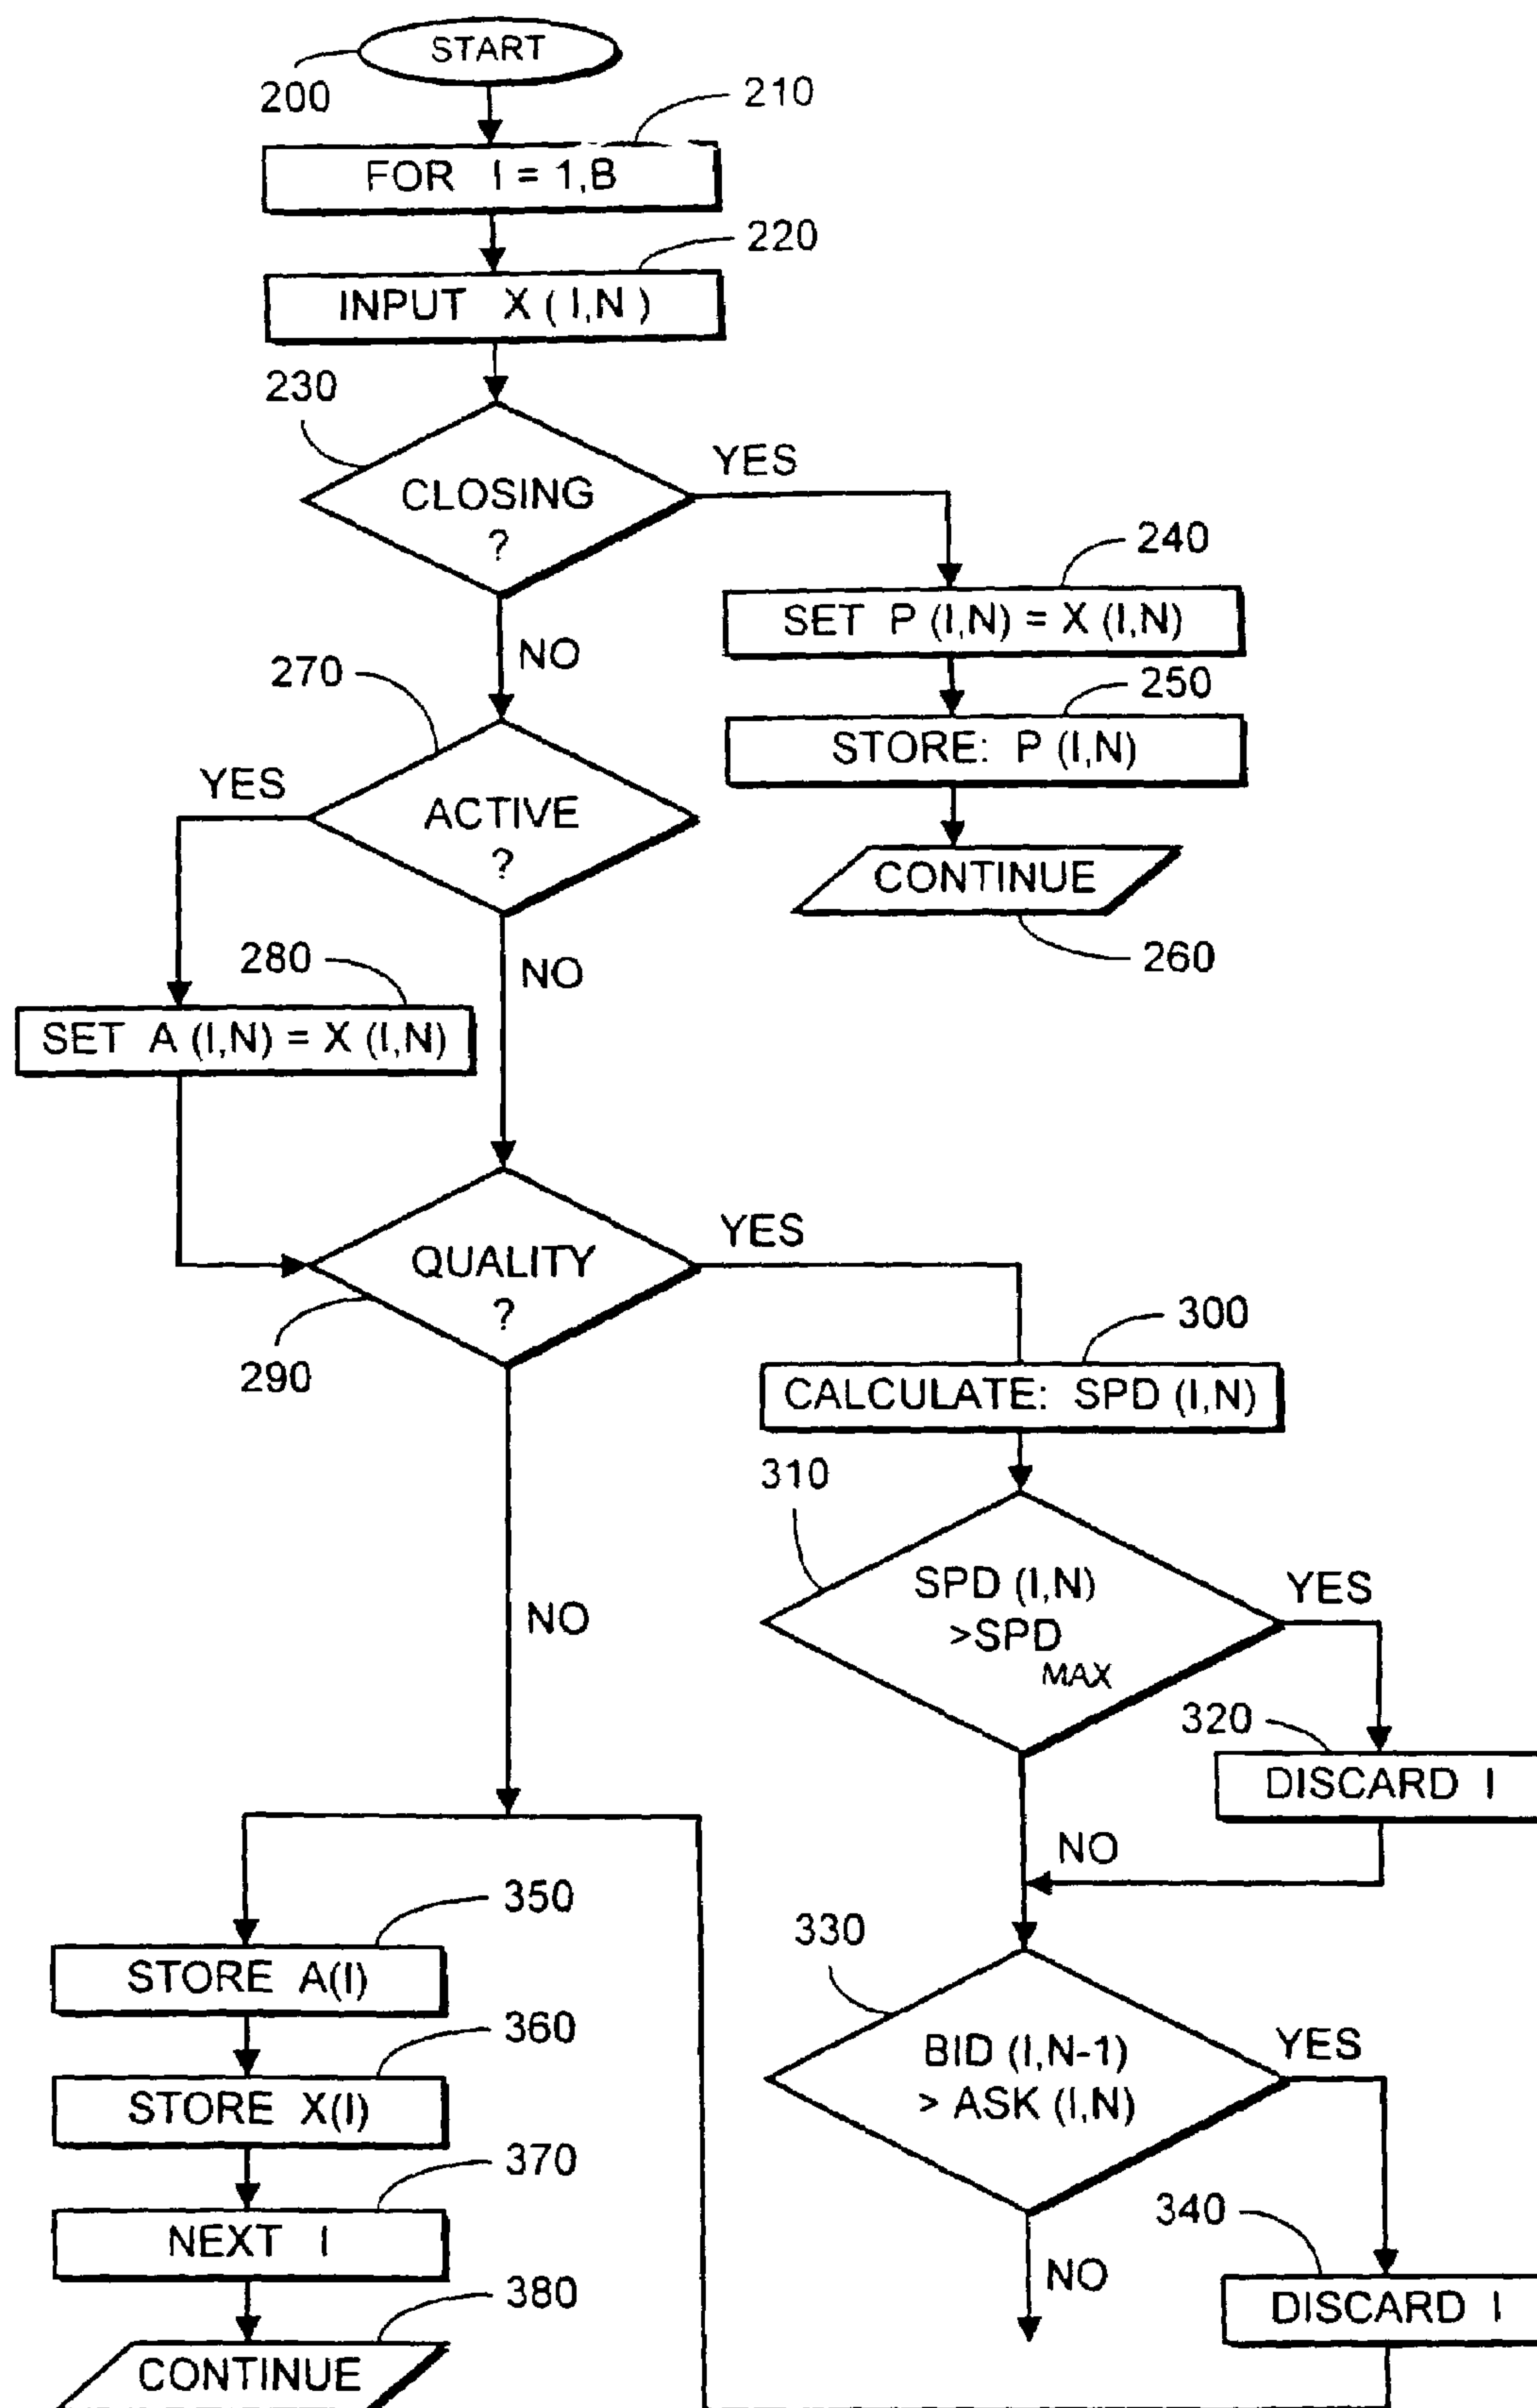 START
200
210
FOR I = 1,B
220
INPUT X ( I,N )
230
YES
CLOSING
?
240
SET P (I,N) = X (I,N)
NO
270
250
STORE: P (I,N)
YES
ACTIVE
?
CONTINUE
260
280
NO
SET A (I,N) = X (I,N)
YES
QUALITY
?
290
300
CALCULATE: SPD (I,N)
310
SPD (I,N)
>SPD
MAX
YES
NO
320
DISCARD I
NO
350
STORE A(I)
330
360
BID (I,N-1)
> ASK (I,N)
YES
STORE X(I)
370
NEXT I
340
NO
380
DISCARD I
CONTINUE